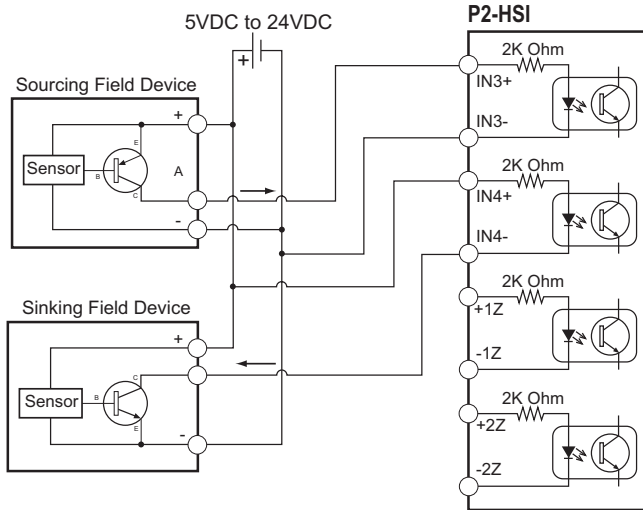 P2-HSI
5VDC to 24VDC
+
2K Ohm
IN3+
IN3-
2K Ohm
IN4+
IN4-
2K Ohm
+1Z
-1Z
2K Ohm
+2Z
-2Z
Sourcing Field Device
+
E
Sensor
B
A
C
-
Sinking Field Device
+
C
Sensor
B
E
-